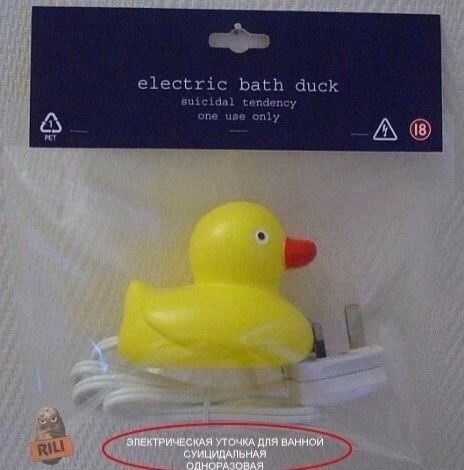 electric bath duck
suicidal tendency
one use only
1
PET
18
RILI
ЭЛЕКТРИЧЕСКАЯ УТОЧКА ДЛЯ ВАННОЙ
СУИЦИДАЛЬНАЯ
ОДНОРАЗОВАЯ